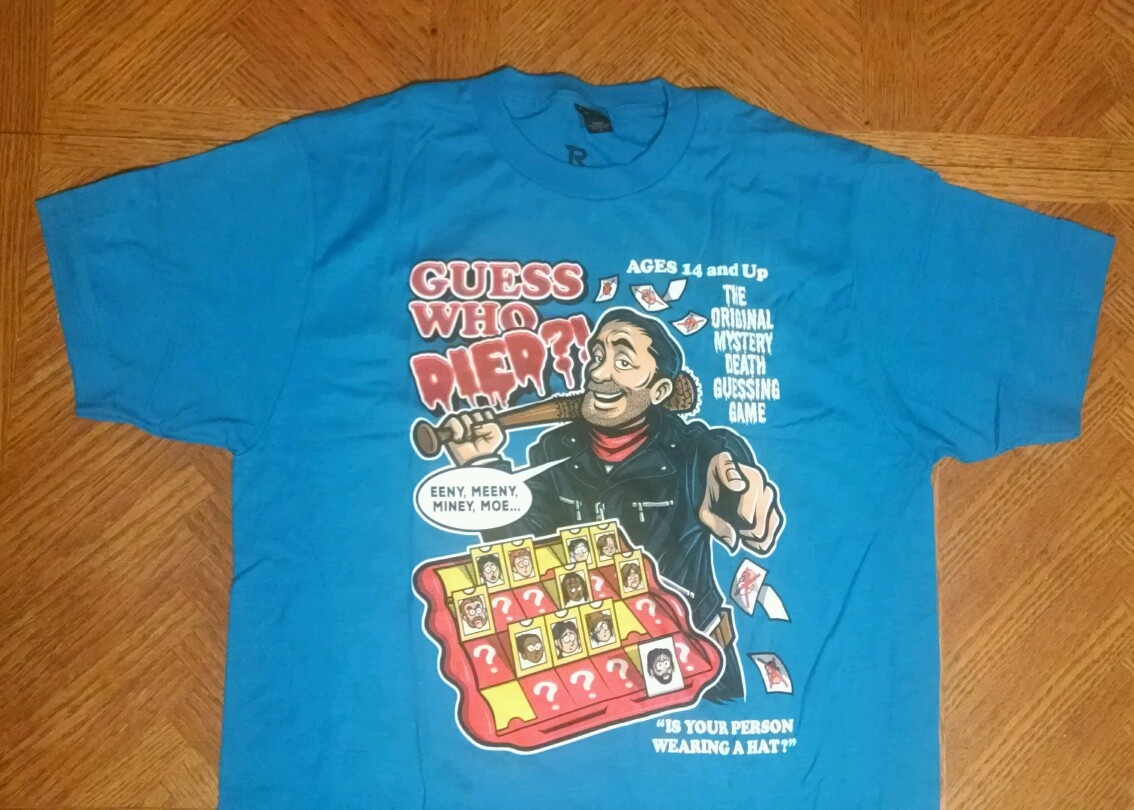 R
GUESS
WHO
DIED?!
AGES 14 and Up
THE
ORIGINAL
MYSTERY
DEATH
GUESSING
GAME
EENY, MEENY,
MINEY, MOE...
? ? ?
?
?
? ? ? ?
"IS YOUR PERSON
WEARING A HAT?"